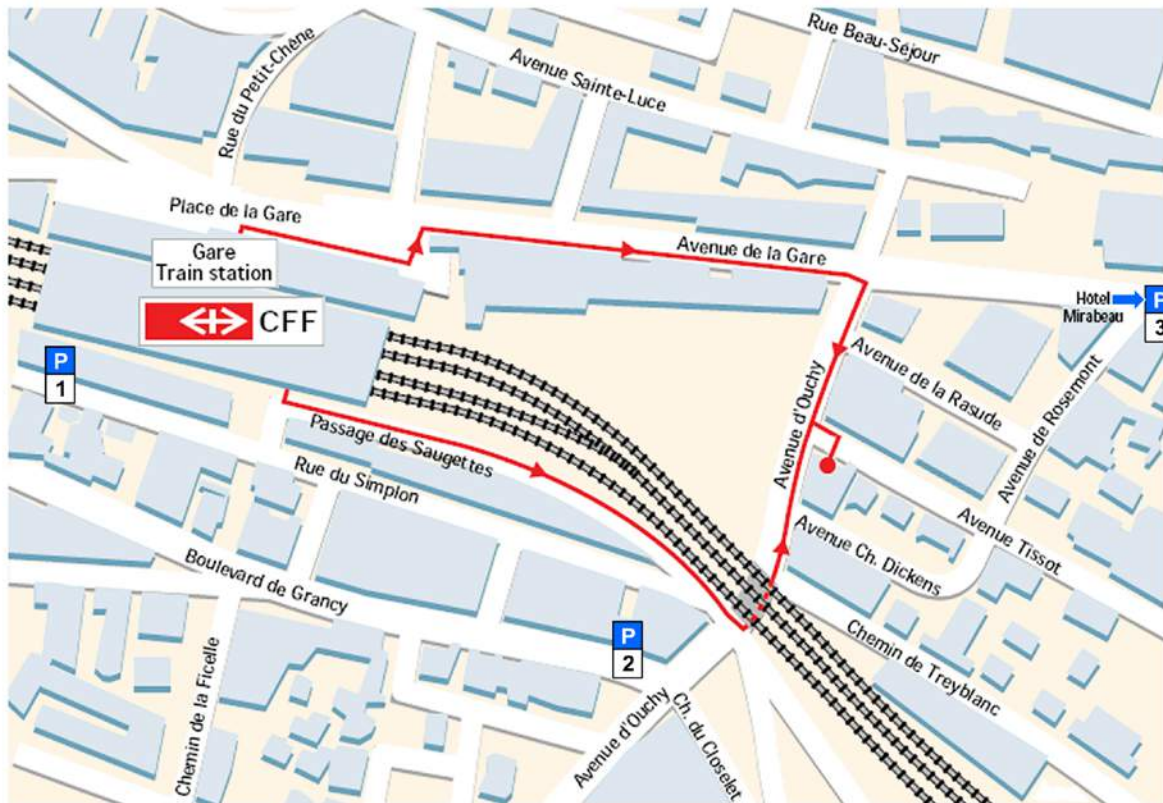 Rue du Petit-Chêne
Avenue Sainte-Luce
Rue Beau-Séjour
Place de la Gare
Gare
Train station
CFF
Avenue de la Gare
Hôtel
Mirabeau
P
3
P
1
Avenue d'Ouchy
Avenue de la Rasude
Avenue de Rosemont
Passage des Saugettes
Rue du Simplon
Avenue Ch. Dickens
Avenue Tissot
Boulevard de Grancy
Chemin de la Ficelle
P
2
Chemin de Treyblanc
Avenue d'Ouchy
Ch. du Closelet